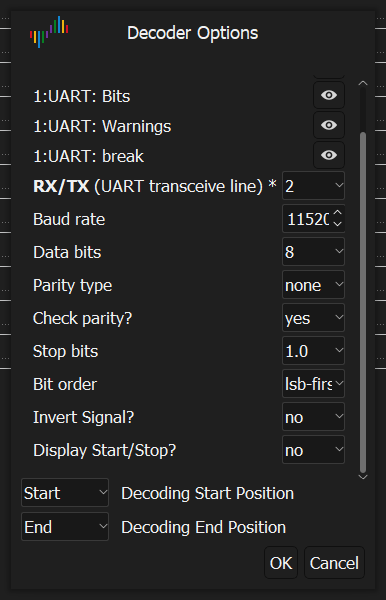 Decoder Options
1:UART: Bits
1:UART: Warnings
1:UART: break
RX/TX (UART transceive line) * 2
Baud rate 11520
Data bits 8
Parity type none
Check parity? yes
Stop bits 1.0
Bit order lsb-firs
Invert Signal? no
Display Start/Stop? no
Start Decoding Start Position
End Decoding End Position
OK Cancel